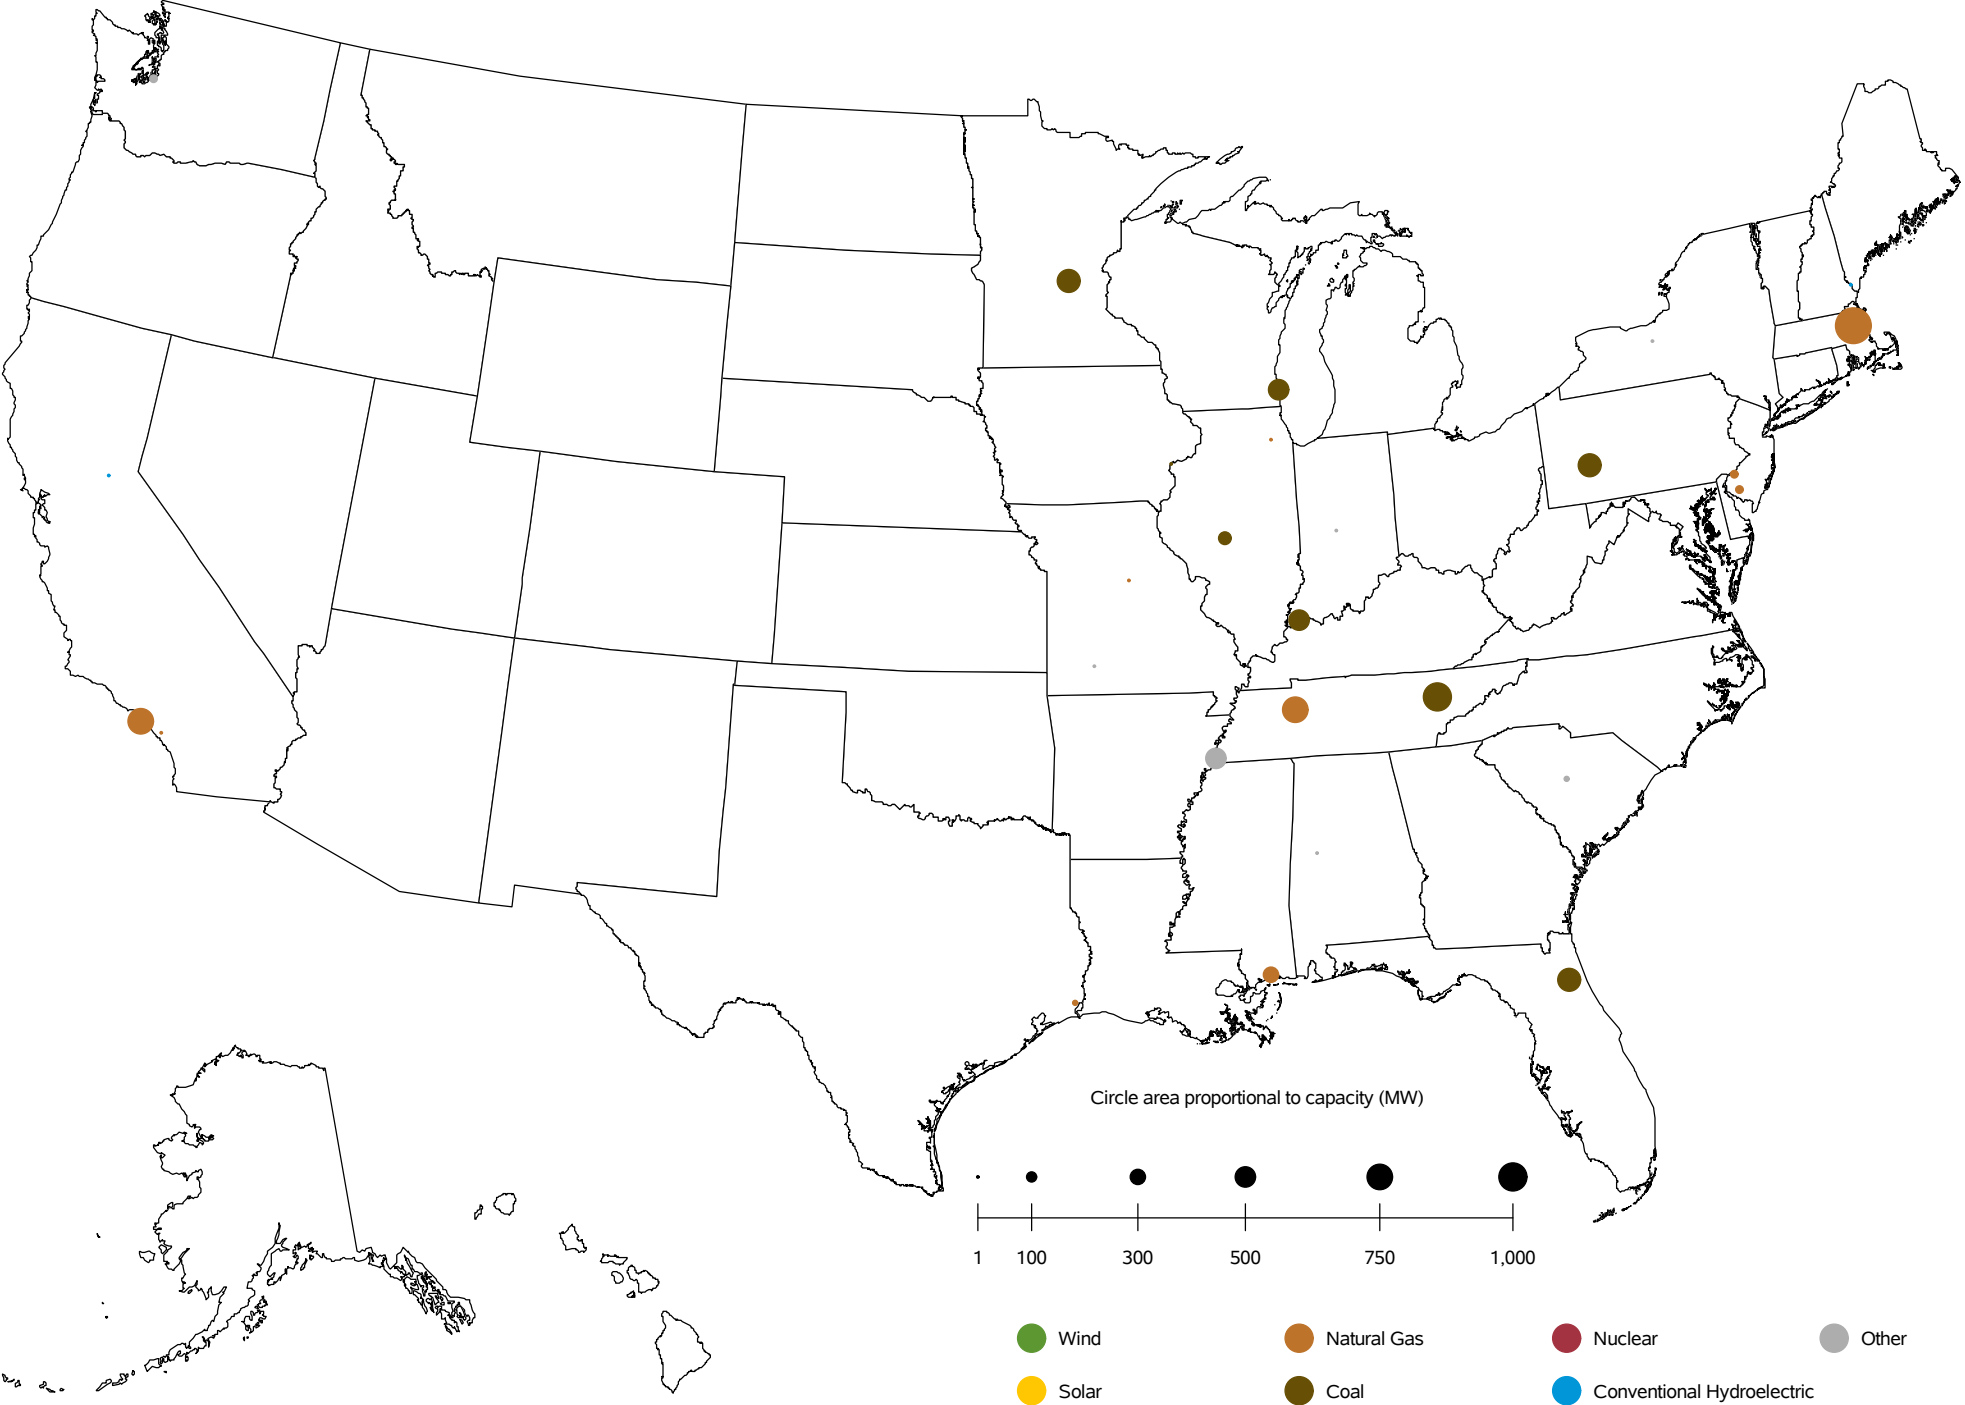 Circle area proportional to capacity (MW)
1 100 300 500 750 1,000
Wind Natural Gas Nuclear Other
Solar Coal Conventional Hydroelectric